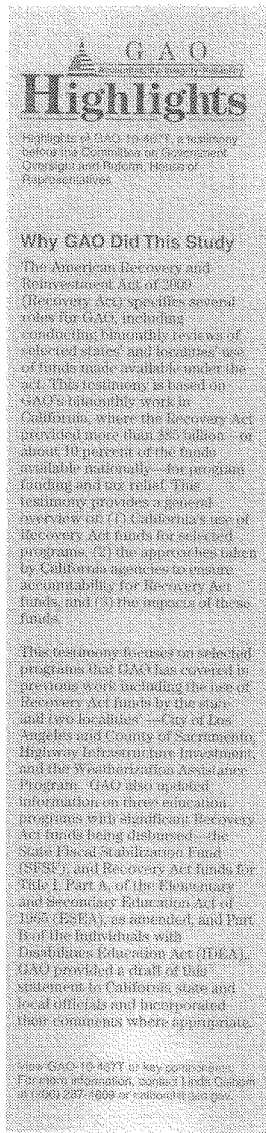 GAO
Accountability Integrity Reliability
Highlights
Highlights of GAO-10-467T, a testimony
before the Committee on Government
Oversight and Reform, House of
Representatives
Why GAO Did This Study
The American Recovery and
Reinvestment Act of 2009
(Recovery Act) specifies several
roles for GAO, including
conducting bimonthly reviews of
selected states' and localities' use
of funds made available under the
act. This testimony is based on
GAO's bimonthly work in
California, where the Recovery Act
provided more than $85 billion—or
about 10 percent of the funds
available nationally—for program
funding and tax relief. This
testimony provides a general
overview of: (1) California's use of
Recovery Act funds for selected
programs, (2) the approaches taken
by California agencies to ensure
accountability for Recovery Act
funds, and (3) the impacts of these
funds.
This testimony focuses on selected
programs that GAO has covered in
previous work including the use of
Recovery Act funds by the state
and two localities'—City of Los
Angeles and County of Sacramento,
Highway Infrastructure Investment,
and the Weatherization Assistance
Program. GAO also updated
information on three education
programs with significant Recovery
Act funds being disbursed—the
State Fiscal Stabilization Fund
(SFSF), and Recovery Act funds for
Title I, Part A, of the Elementary
and Secondary Education Act of
1965 (ESEA), as amended, and Part
B of the Individuals with
Disabilities Education Act (IDEA).
GAO provided a draft of this
statement to California state and
local officials and incorporated
their comments where appropriate.
View GAO-10-467T or key components.
For more information, contact Linda Calbom
at (206) 287-4809 or calboml@gao.gov.